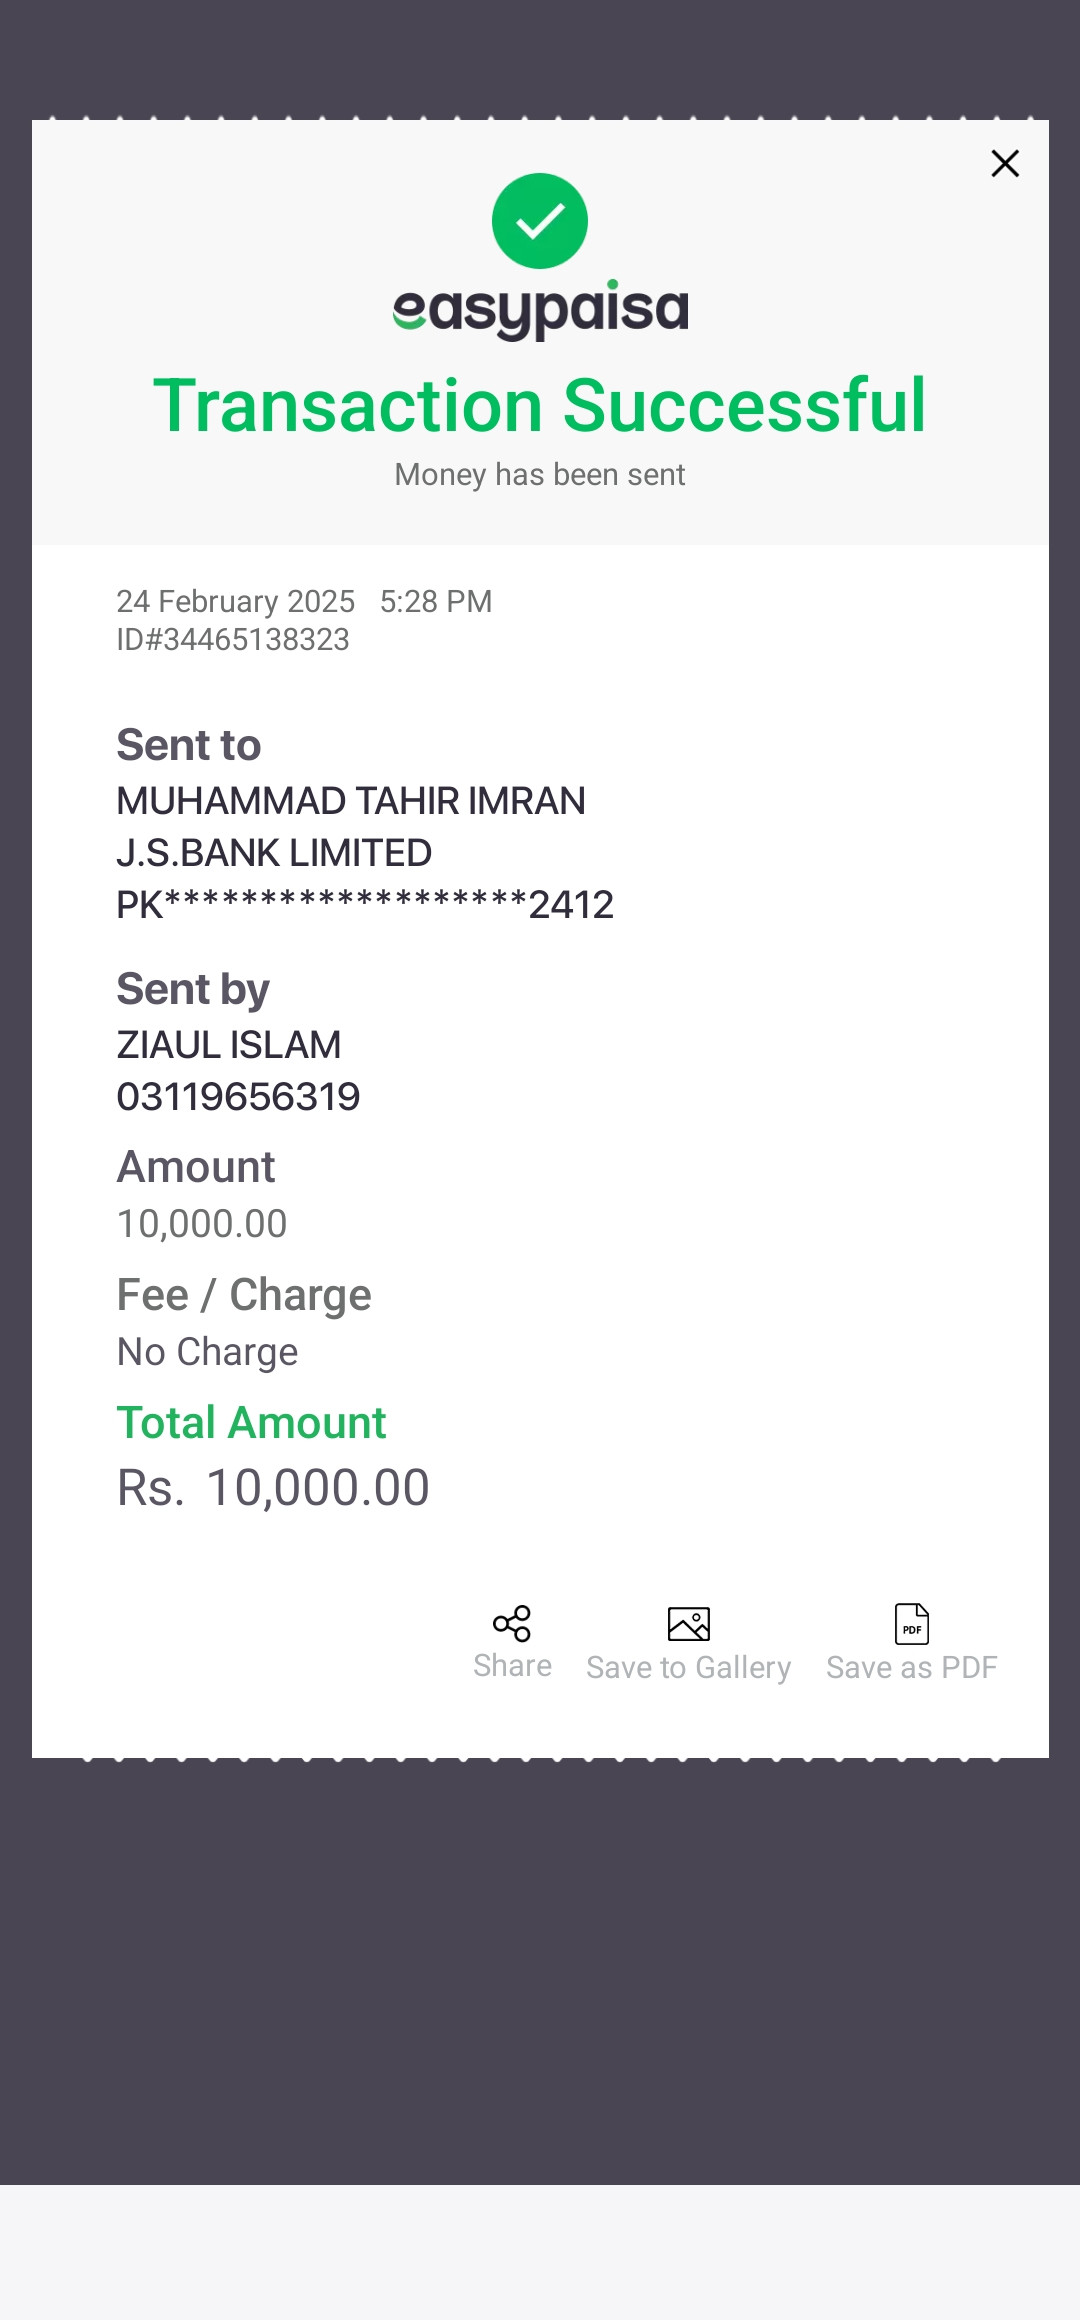 easypaisa
Transaction Successful
Money has been sent
24 February 2025 5:28 PM
ID#34465138323
Sent to
MUHAMMAD TAHIR IMRAN
J.S.BANK LIMITED
PK*******************2412
Sent by
ZIAUL ISLAM
03119656319
Amount
10,000.00
Fee / Charge
No Charge
Total Amount
Rs. 10,000.00
PDF
Share Save to Gallery Save as PDF